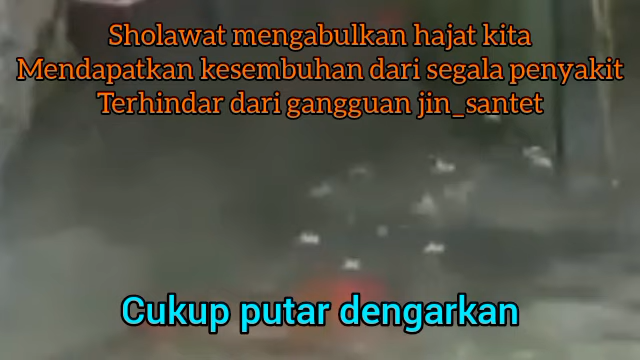 Sholawat mengabulkan hajat kita
Mendapatkan kesembuhan dari segala penyakit
Terhindar dari gangguan jin_santet
Cukup putar dengarkan